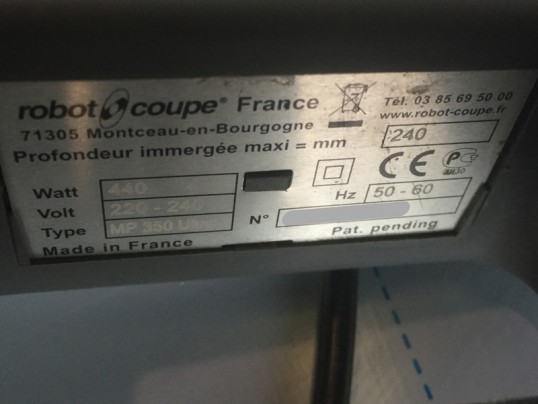 robot coupe® France
Tél. 03 85 69 50 00
71305 Montceau-en-Bourgogne
www.robot-coupe.fr
Profondeur immergée maxi = mm 240
Watt 440
Volt 220 - 240
Hz 50 - 60
Type MP 350
N°
Made in France
Pat. pending
CE